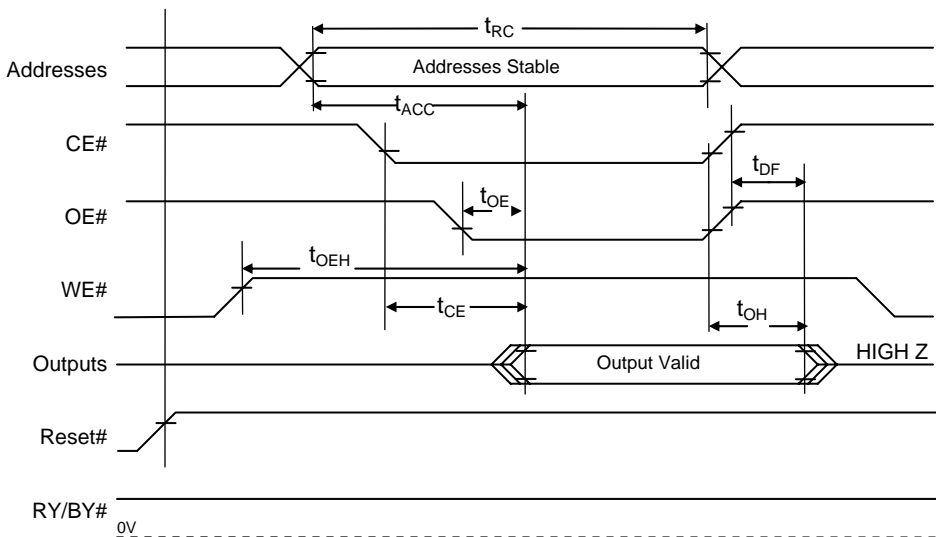 tRC
Addresses
Addresses Stable
tACC
CE#
tDF
OE#
tOE
tOEH
WE#
tCE
tOH
Outputs
Output Valid
HIGH Z
Reset#
RY/BY#
0V